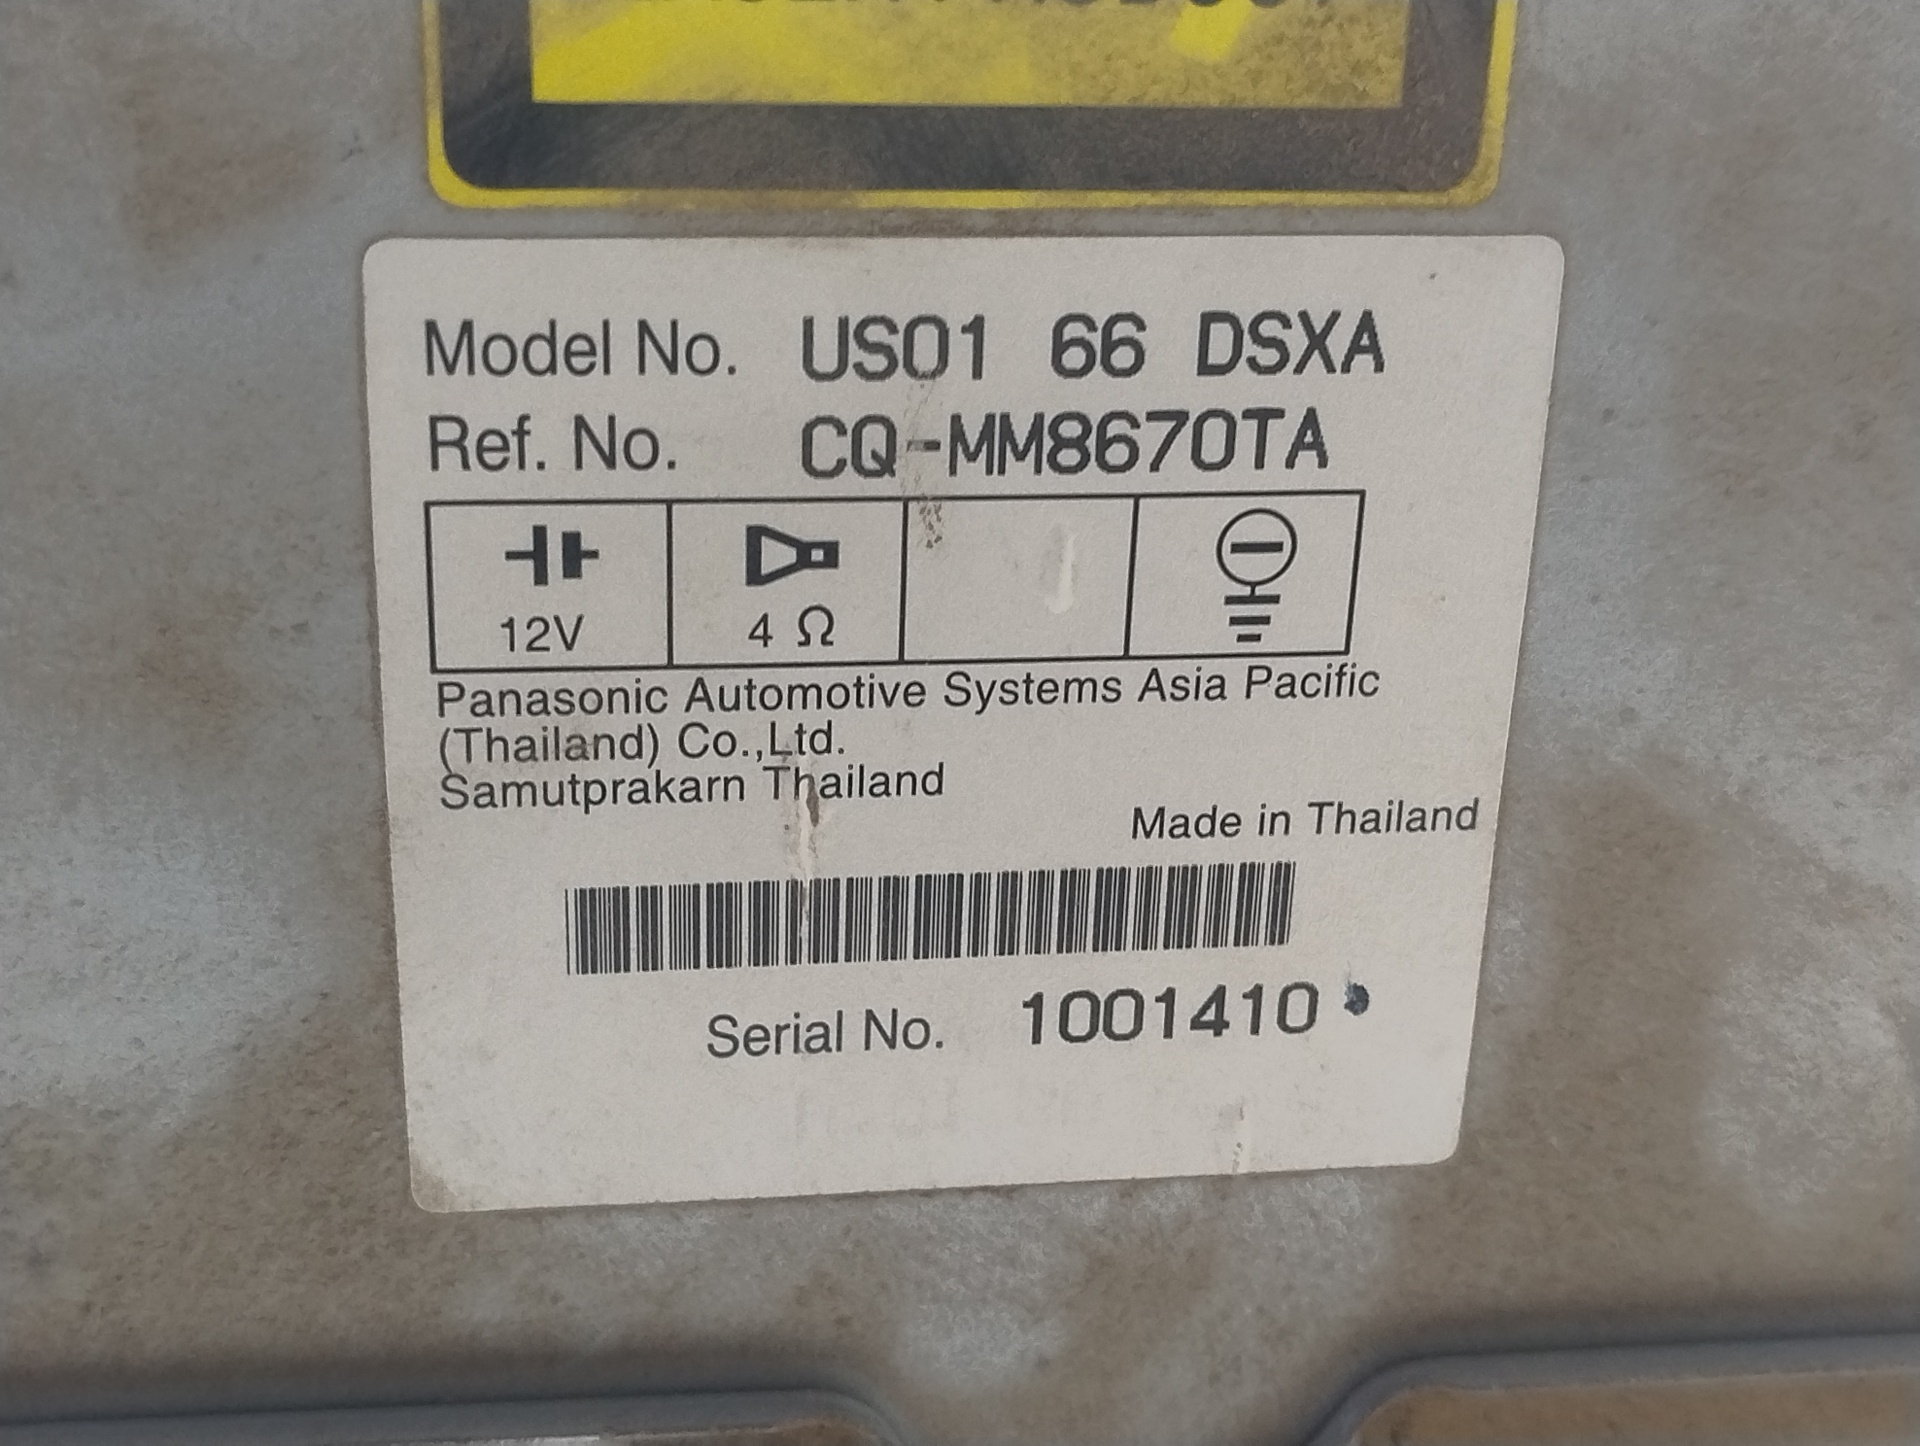 Model No. US01 66 DSXA
Ref. No. CQ-MM8670TA
12V
4 Ω
Panasonic Automotive Systems Asia Pacific
(Thailand) Co.,Ltd.
Samutprakarn Thailand
Made in Thailand
Serial No. 1001410